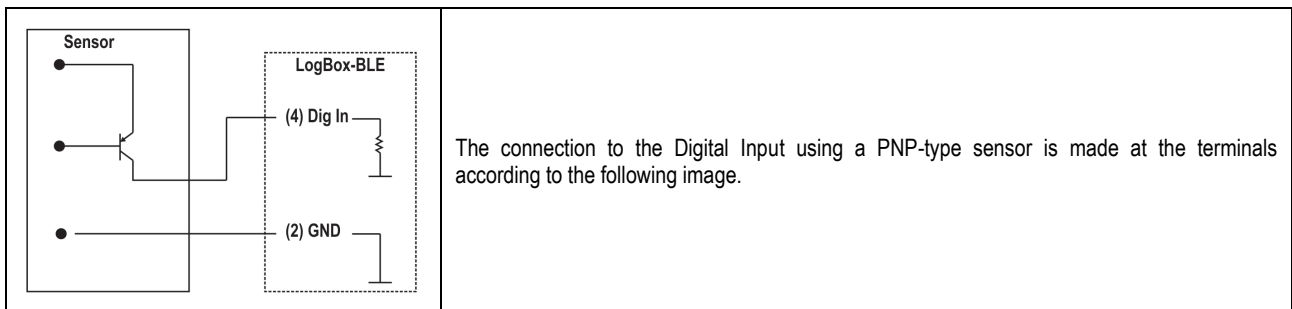 Sensor
LogBox-BLE
(4) Dig In
(2) GND
The connection to the Digital Input using a PNP-type sensor is made at the terminals
according to the following image.